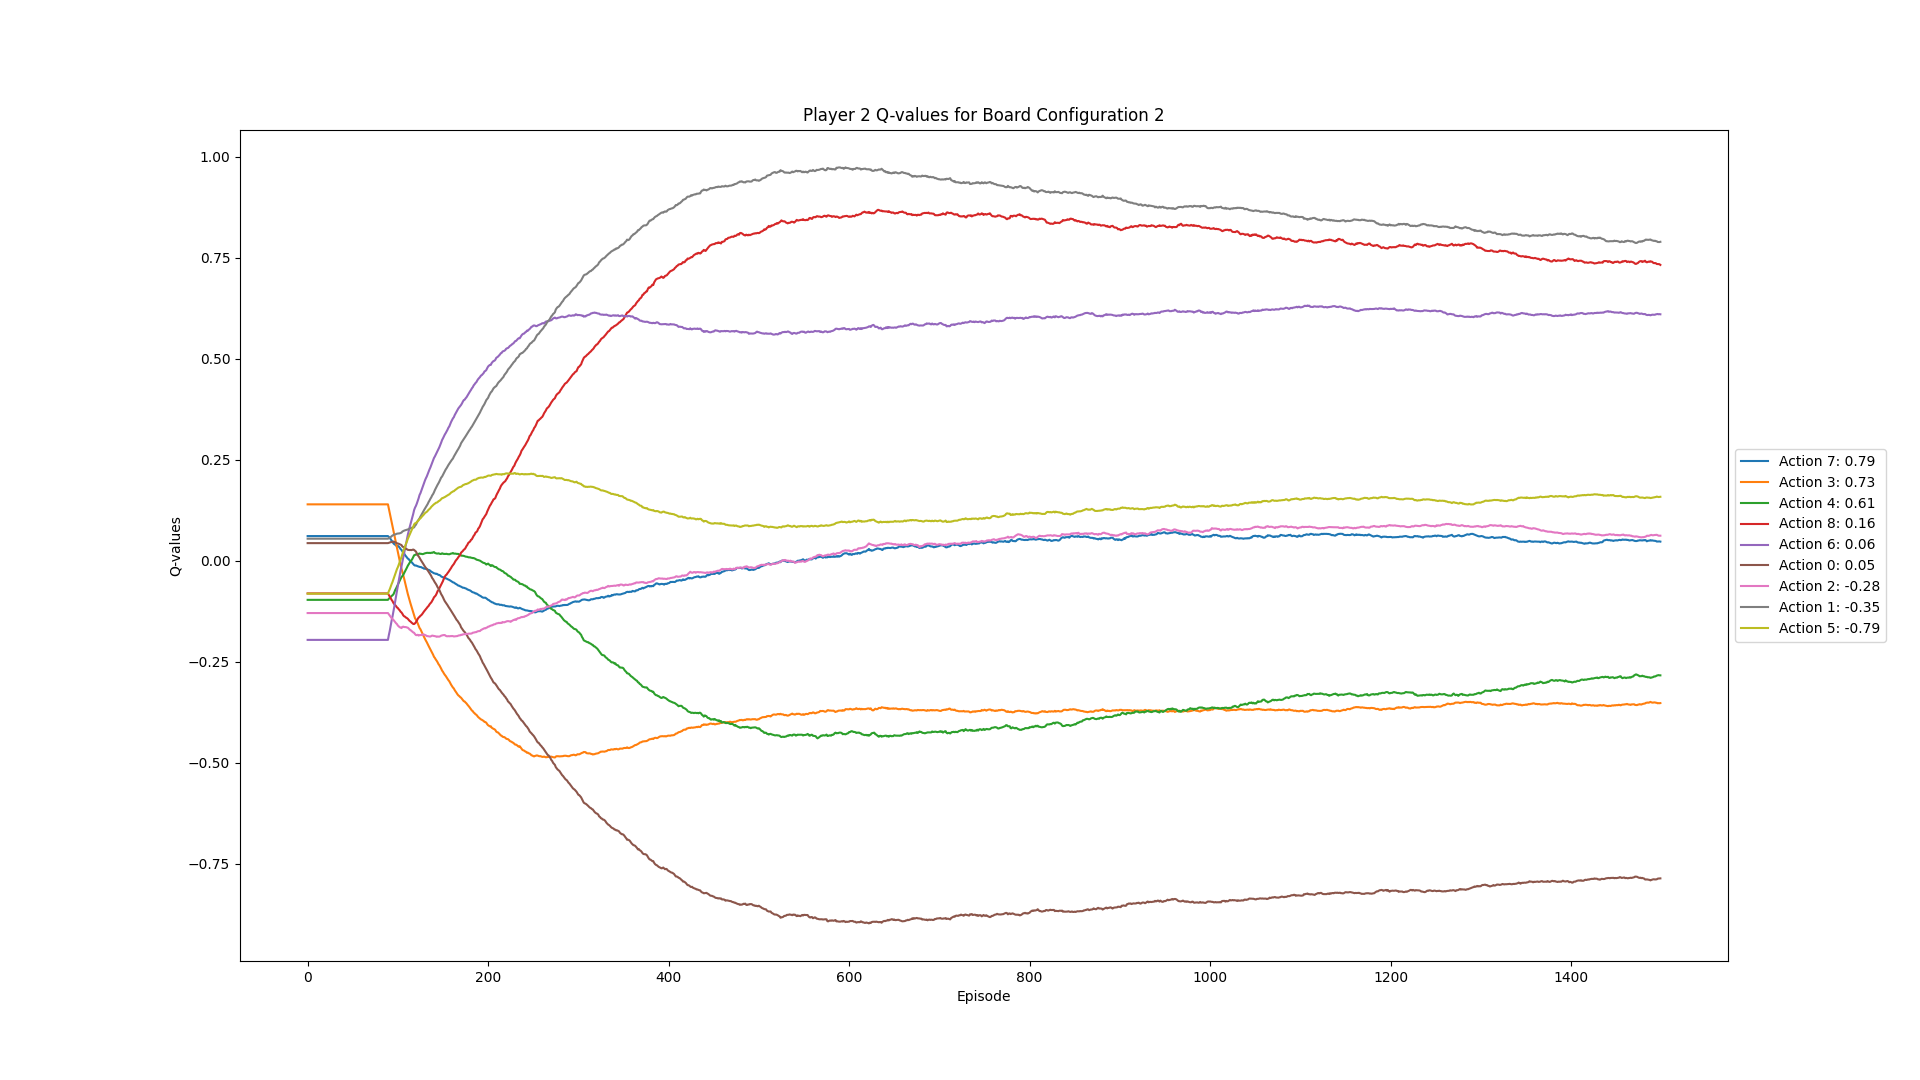 Player 2 Q-values for Board Configuration 2
1.00
0.75
0.50
0.25
0.00
−0.25
−0.50
−0.75
Q-values
0 200 400 600 800 1000 1200 1400
Episode
Action 7: 0.79
Action 3: 0.73
Action 4: 0.61
Action 8: 0.16
Action 6: 0.06
Action 0: 0.05
Action 2: -0.28
Action 1: -0.35
Action 5: -0.79